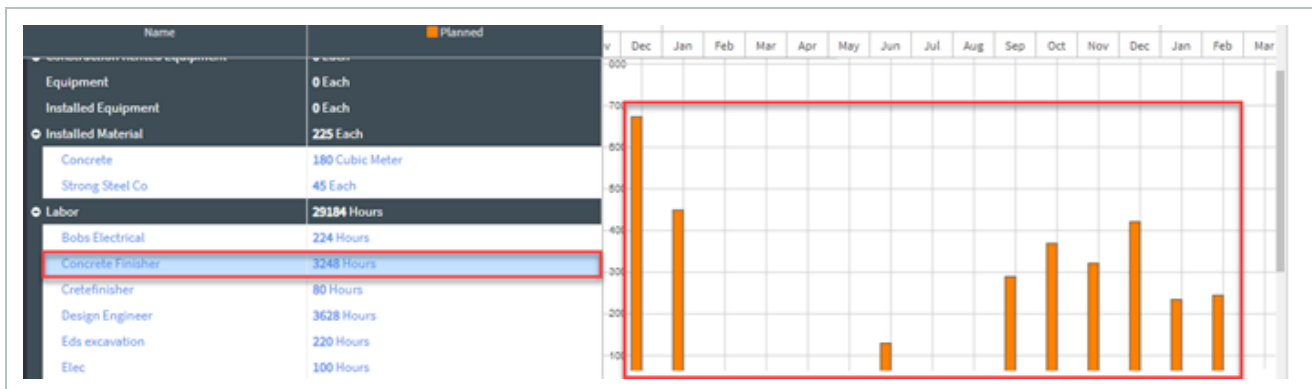 Name Planned
v Dec Jan Feb Mar Apr May Jun Jul Aug Sep Oct Nov Dec Jan Feb Mar
Equipment 0 Each
Installed Equipment 0 Each
Installed Material 225 Each
Concrete 180 Cubic Meter
Strong Steel Co 45 Each
Labor 29184 Hours
Bobs Electrical 224 Hours
Concrete Finisher 3248 Hours
Cretefinisher 80 Hours
Design Engineer 3628 Hours
Eds excavation 220 Hours
Elec 100 Hours
800
700
600
500
400
300
200
100